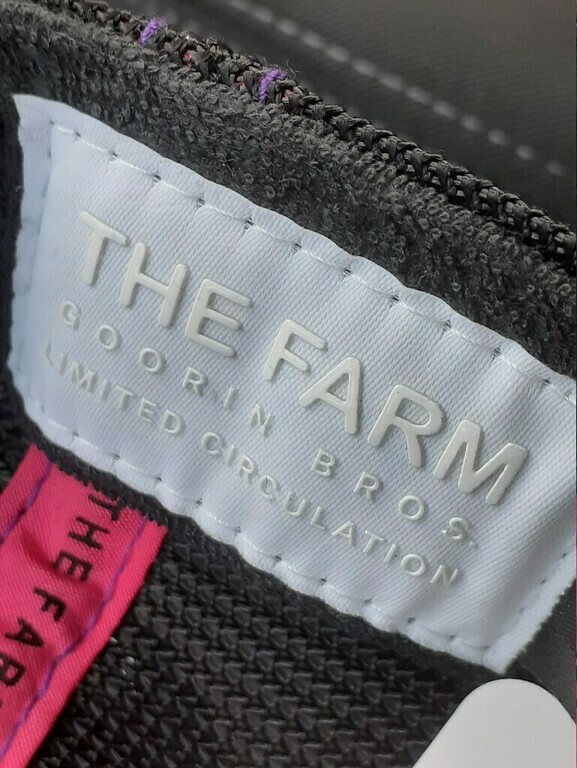 THE FARM
GOORIN BROS.
LIMITED CIRCULATION
THE FAR